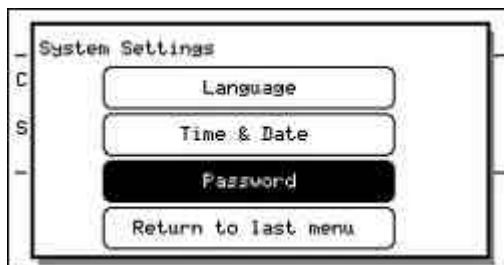 System Settings
C
Language
S
Time & Date
Password
Return to last menu